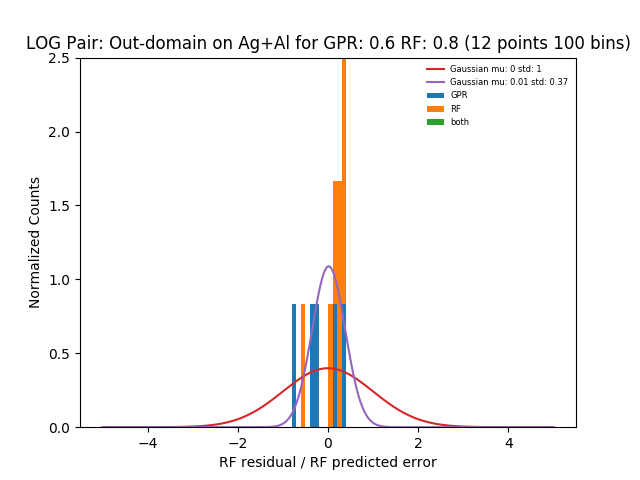 LOG Pair: Out-domain on Ag+Al for GPR: 0.6 RF: 0.8 (12 points 100 bins)
Gaussian mu: 0 std: 1
Gaussian mu: 0.01 std: 0.37
GPR
RF
both
2.5
2.0
1.5
1.0
0.5
0.0
Normalized Counts
−4
−2
0
2
4
RF residual / RF predicted error